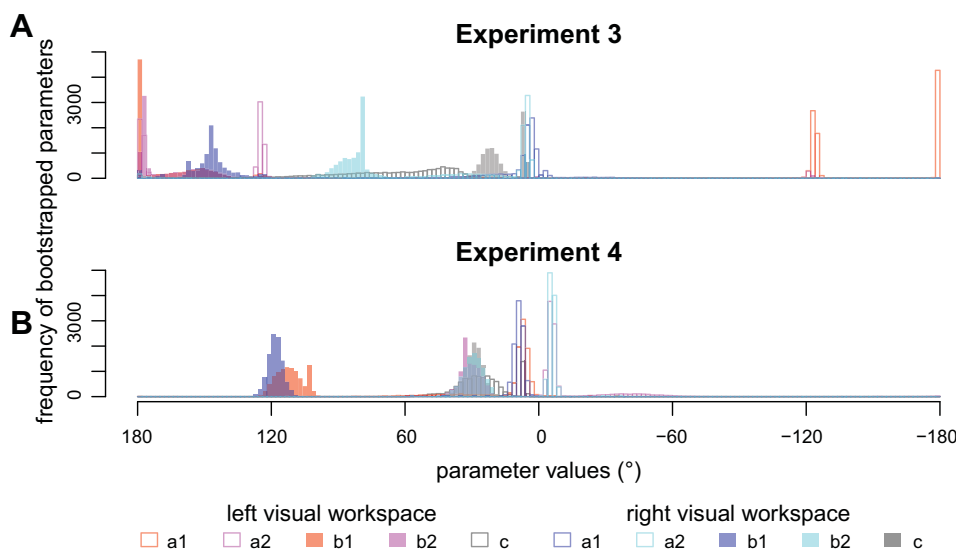 A
Experiment 3
frequency of bootstrapped parameters
3000
0
Experiment 4
B
3000
0
180 120 60 0 −60 −120 −180
parameter values (°)
left visual workspace right visual workspace
a1 a2 b1 b2 c a1 a2 b1 b2 c